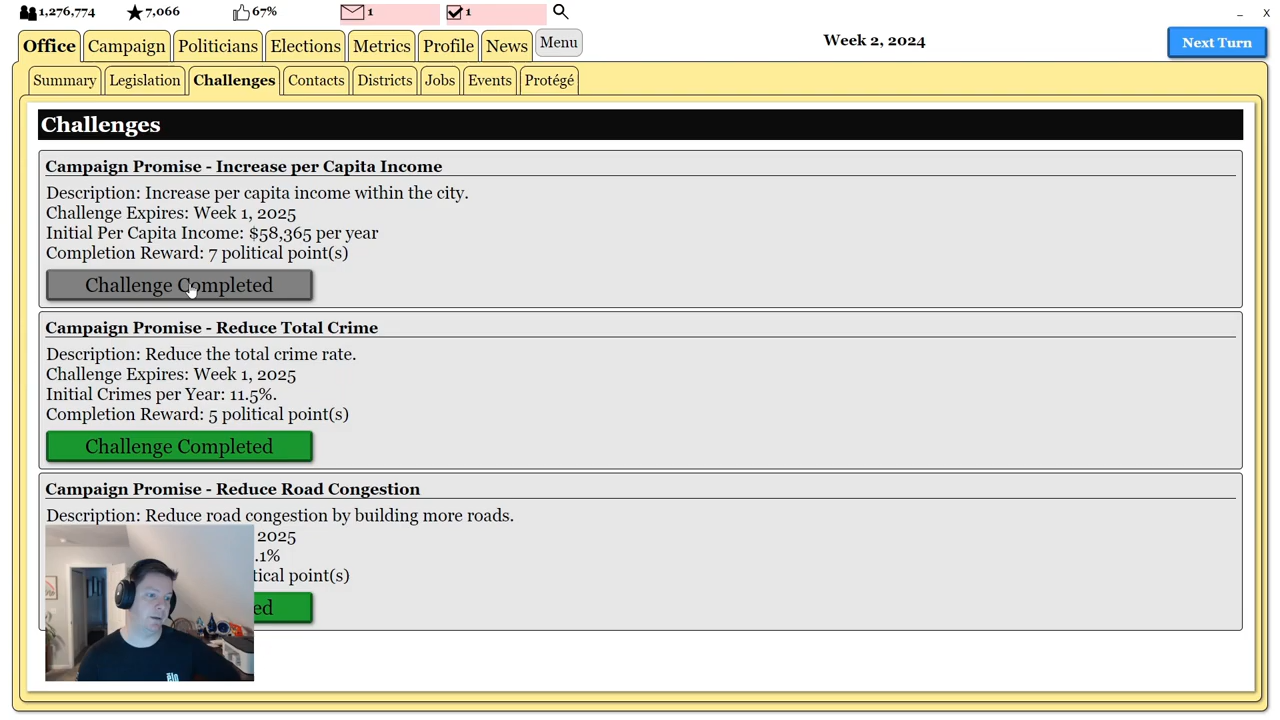 1,276,774 7,066 67% 1 1
_ X
Office Campaign Politicians Elections Metrics Profile News Menu
Week 2, 2024
Next Turn
Summary Legislation Challenges Contacts Districts Jobs Events Protégé
Challenges
Campaign Promise - Increase per Capita Income
Description: Increase per capita income within the city.
Challenge Expires: Week 1, 2025
Initial Per Capita Income: $58,365 per year
Completion Reward: 7 political point(s)
Challenge Completed
Campaign Promise - Reduce Total Crime
Description: Reduce the total crime rate.
Challenge Expires: Week 1, 2025
Initial Crimes per Year: 11.5%.
Completion Reward: 5 political point(s)
Challenge Completed
Campaign Promise - Reduce Road Congestion
Description: Reduce road congestion by building more roads.
2025
.1%
tical point(s)
ed